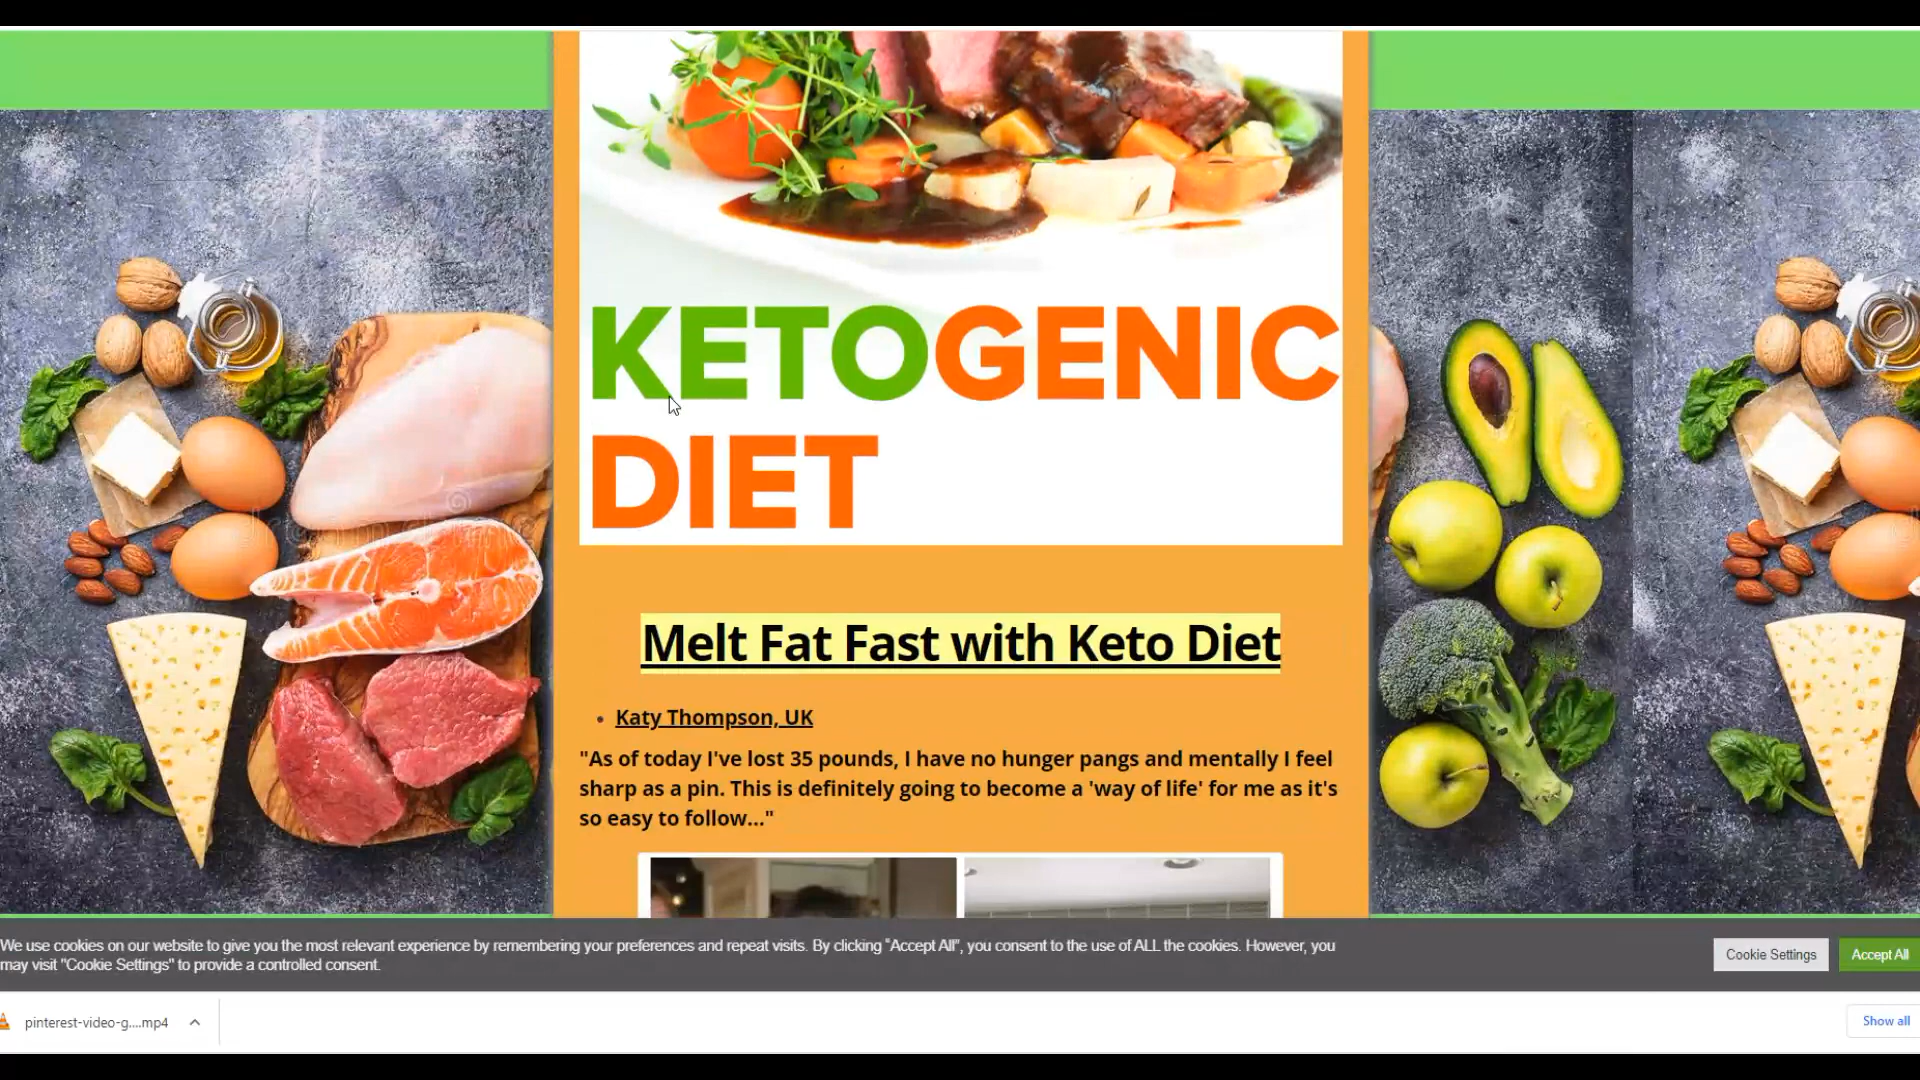 KETOGENIC
DIET
Melt Fat Fast with Keto Diet
• Katy Thompson, UK
"As of today I've lost 35 pounds, I have no hunger pangs and mentally I feel
sharp as a pin. This is definitely going to become a 'way of life' for me as it's
so easy to follow..."
We use cookies on our website to give you the most relevant experience by remembering your preferences and repeat visits. By clicking “Accept All”, you consent to the use of ALL the cookies. However, you
may visit "Cookie Settings" to provide a controlled consent.
Cookie Settings
Accept All
pinterest-video-g....mp4
Show all